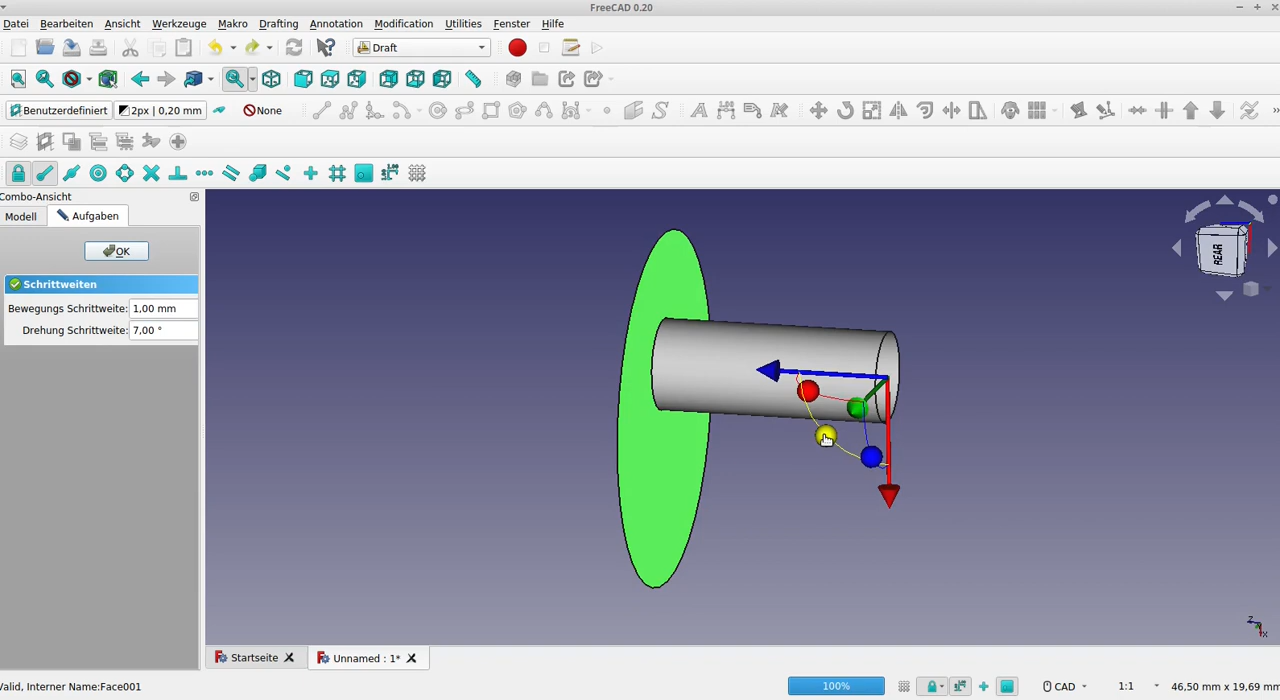 FreeCAD 0.20
Datei Bearbeiten Ansicht Werkzeuge Makro Drafting Annotation Modification Utilities Fenster Hilfe
Draft
Benutzerdefiniert 2px | 0,20 mm None
Combo-Ansicht
Modell Aufgaben
OK
Schrittweiten
Bewegungs Schrittweite: 1,00 mm
Drehung Schrittweite: 7,00 °
REAR
Z
X
Startseite Unnamed : 1*
Valid, Interner Name:Face001 100% CAD 1:1 46,50 mm x 19,69 mm